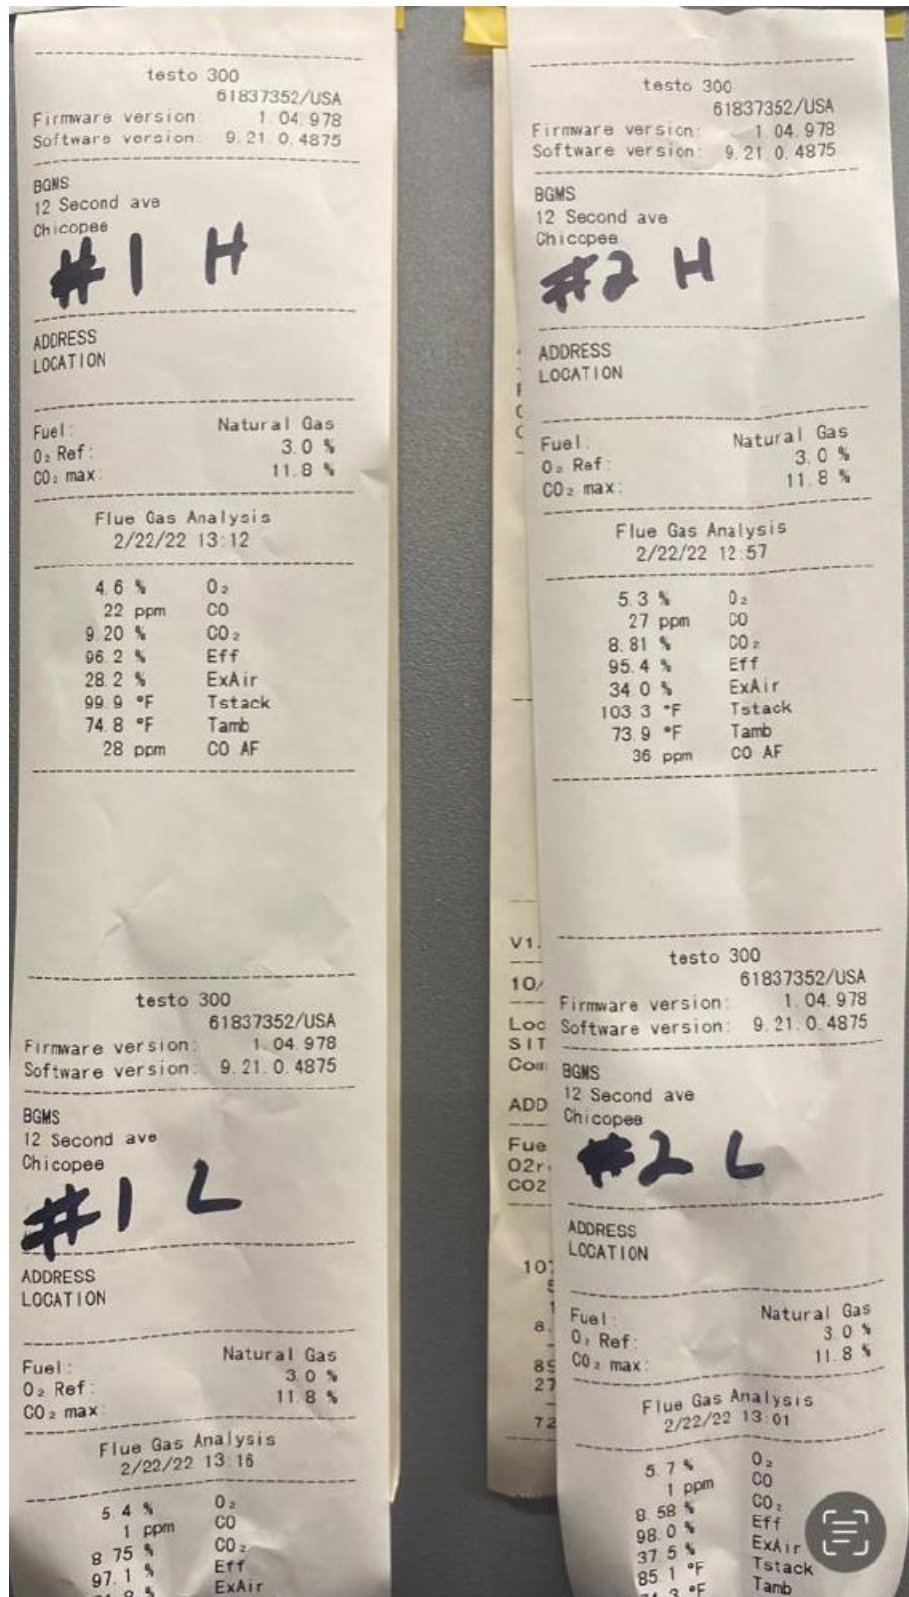 testo 300
61837352/USA
Firmware version: 1.04.978
Software version: 9.21.0.4875
BGMS
12 Second ave
Chicopee
#1 H
ADDRESS
LOCATION
Fuel: Natural Gas
O₂ Ref: 3.0 %
CO₂ max: 11.8 %
Flue Gas Analysis
2/22/22 13:12
4.6 % O₂
22 ppm CO
9.20 % CO₂
96.2 % Eff
28.2 % ExAir
99.9 °F Tstack
74.8 °F Tamb
28 ppm CO AF
testo 300
61837352/USA
Firmware version: 1.04.978
Software version: 9.21.0.4875
BGMS
12 Second ave
Chicopee
#1 L
ADDRESS
LOCATION
Fuel: Natural Gas
O₂ Ref: 3.0 %
CO₂ max: 11.8 %
Flue Gas Analysis
2/22/22 13:16
5.4 % O₂
1 ppm CO
8.75 % CO₂
97.1 % Eff
ExAir
testo 300
61837352/USA
Firmware version: 1.04.978
Software version: 9.21.0.4875
BGMS
12 Second ave
Chicopee
#2 H
ADDRESS
LOCATION
Fuel: Natural Gas
O₂ Ref: 3.0 %
CO₂ max: 11.8 %
Flue Gas Analysis
2/22/22 12:57
5.3 % O₂
27 ppm CO
8.81 % CO₂
95.4 % Eff
34.0 % ExAir
103.3 °F Tstack
73.9 °F Tamb
36 ppm CO AF
testo 300
61837352/USA
Firmware version: 1.04.978
Software version: 9.21.0.4875
BGMS
12 Second ave
Chicopee
#2 L
ADDRESS
LOCATION
Fuel: Natural Gas
O₂ Ref: 3.0 %
CO₂ max: 11.8 %
Flue Gas Analysis
2/22/22 13:01
5.7 % O₂
1 ppm CO
8.58 % CO₂
98.0 % Eff
37.5 % ExAir
85.1 °F Tstack
°F Tamb
V1.
10/
Loc
SIT
Com
ADD
Fue
O2r
CO2
10
8.
27
72